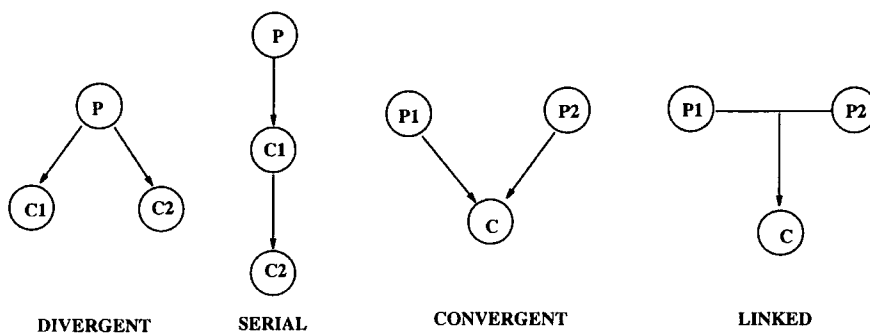 P
C1
C2
DIVERGENT
P
C1
C2
SERIAL
P1
P2
C
CONVERGENT
P1
P2
C
LINKED